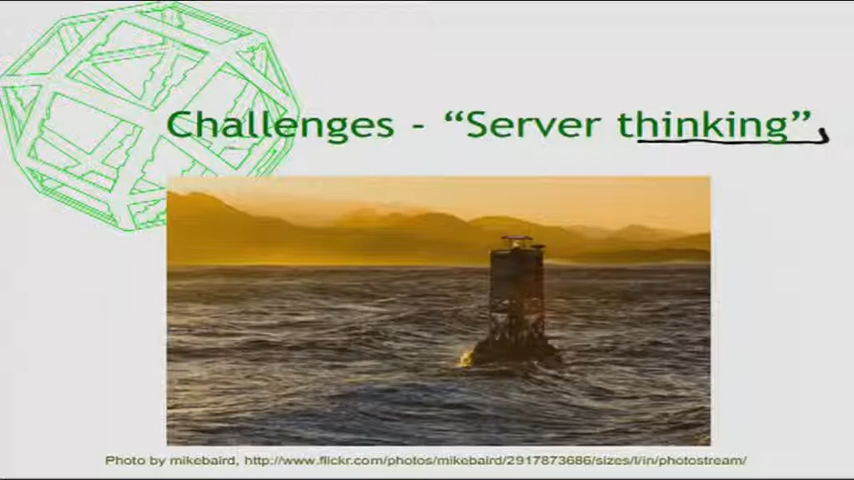 Challenges - “Server thinking”
Photo by mikebaird, http://www.flickr.com/photos/mikebaird/2917873686/sizes/l/in/photostream/